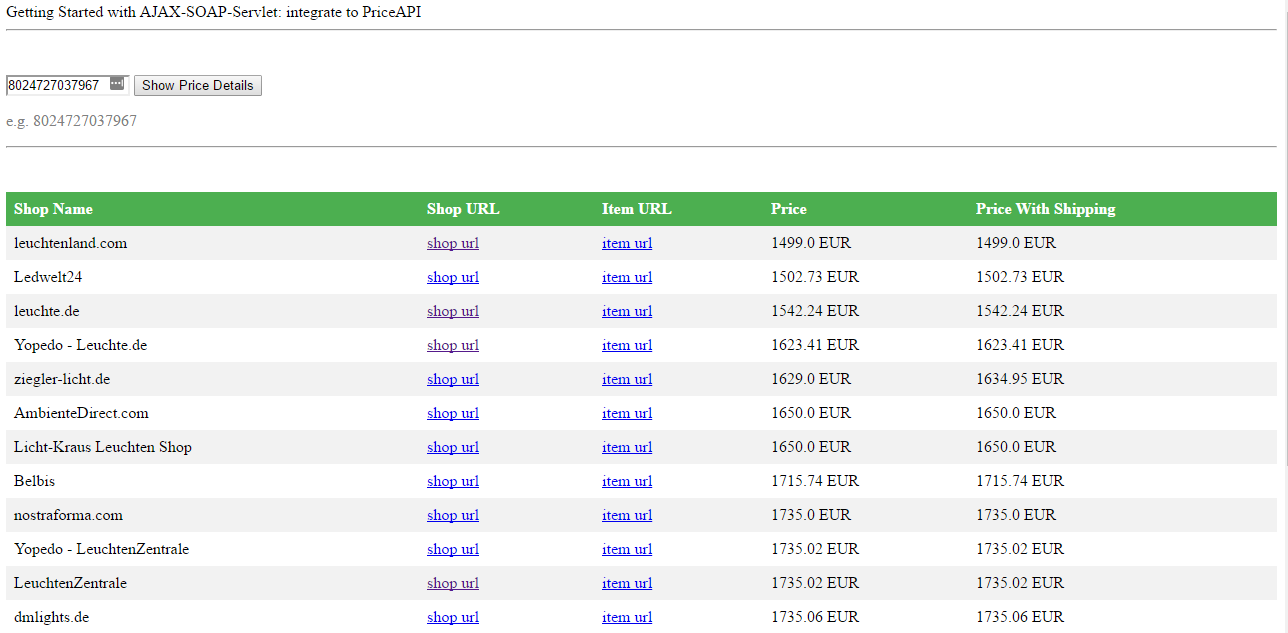 Getting Started with AJAX-SOAP-Servlet: integrate to PriceAPI
8024727037967 Show Price Details
e.g. 8024727037967
Shop Name Shop URL Item URL Price Price With Shipping
leuchtenland.com shop url item url 1499.0 EUR 1499.0 EUR
Ledwelt24 shop url item url 1502.73 EUR 1502.73 EUR
leuchte.de shop url item url 1542.24 EUR 1542.24 EUR
Yopedo - Leuchte.de shop url item url 1623.41 EUR 1623.41 EUR
ziegler-licht.de shop url item url 1629.0 EUR 1634.95 EUR
AmbienteDirect.com shop url item url 1650.0 EUR 1650.0 EUR
Licht-Kraus Leuchten Shop shop url item url 1650.0 EUR 1650.0 EUR
Belbis shop url item url 1715.74 EUR 1715.74 EUR
nostraforma.com shop url item url 1735.0 EUR 1735.0 EUR
Yopedo - LeuchtenZentrale shop url item url 1735.02 EUR 1735.02 EUR
LeuchtenZentrale shop url item url 1735.02 EUR 1735.02 EUR
dmlights.de shop url item url 1735.06 EUR 1735.06 EUR